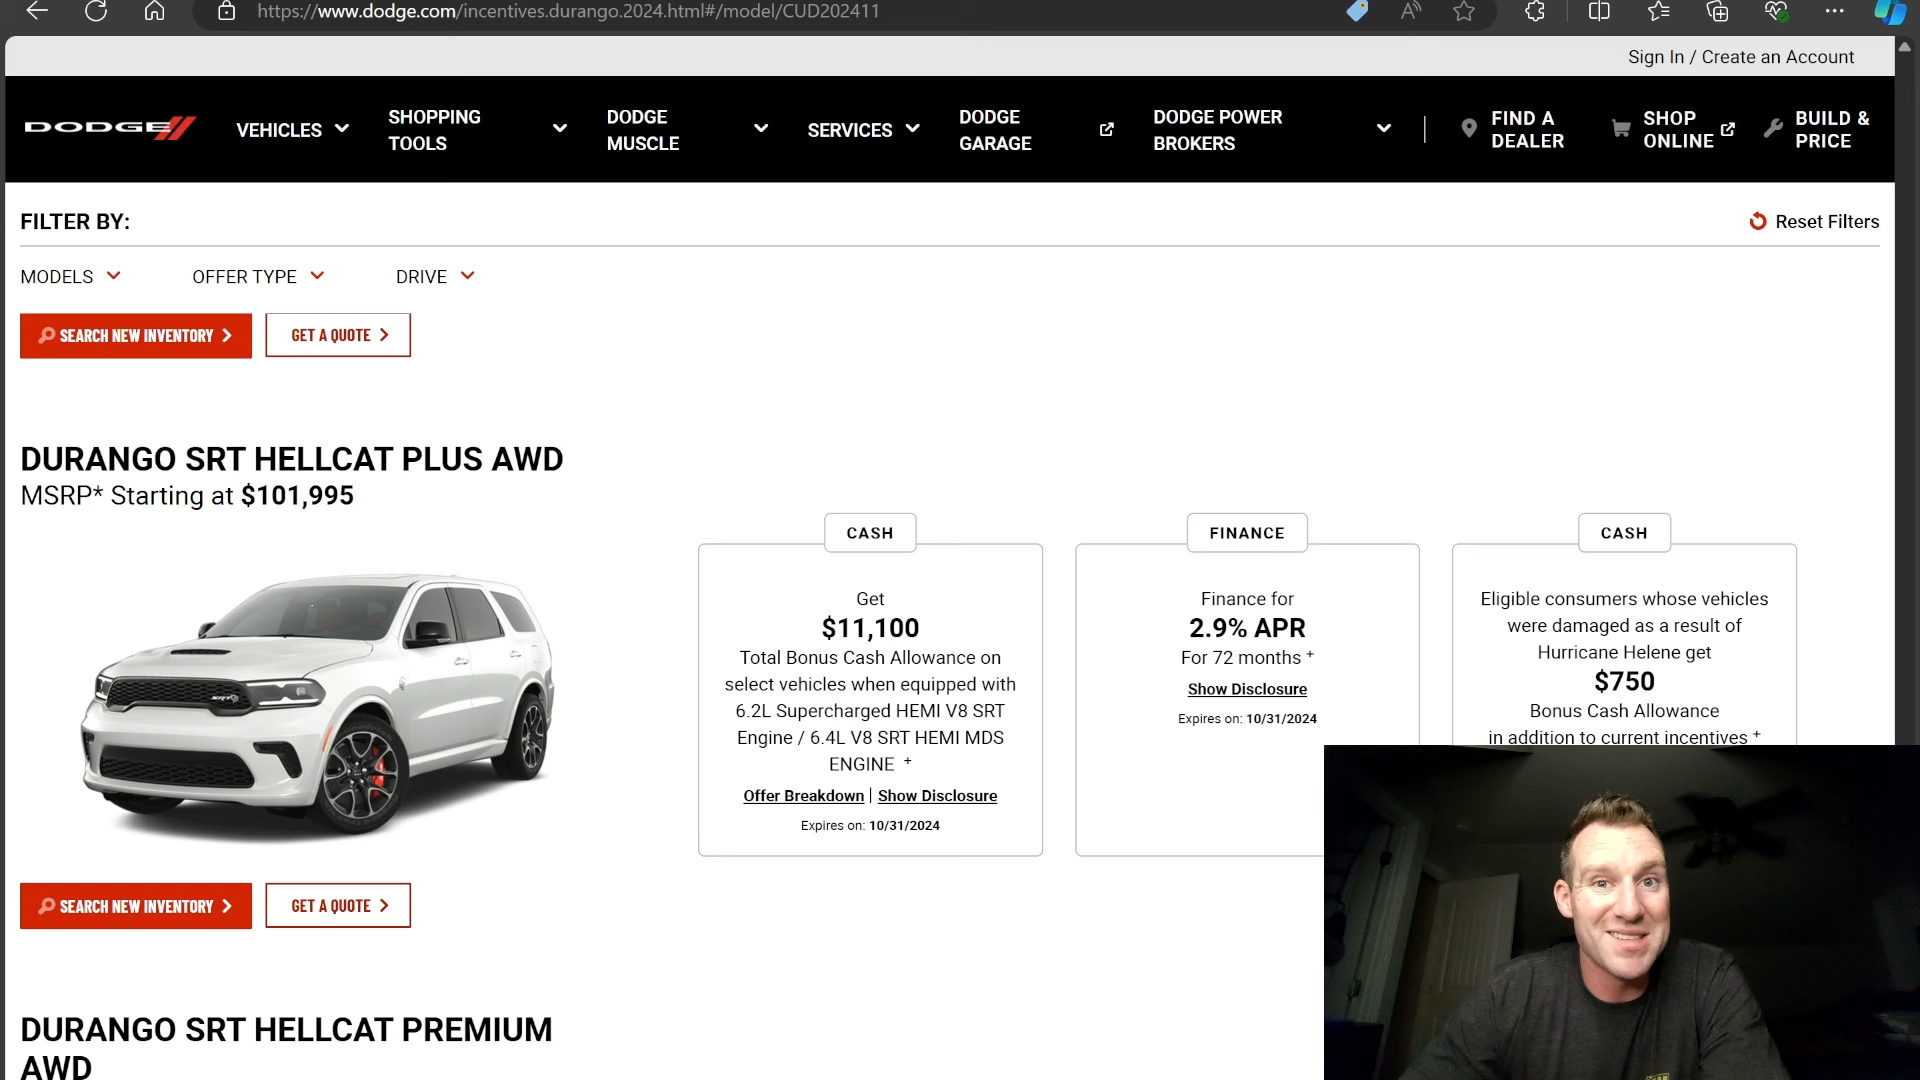 https://www.dodge.com/incentives.durango.2024.html#/model/CUD202411
Sign In / Create an Account
DODGE
VEHICLES
SHOPPING
TOOLS
DODGE
MUSCLE
SERVICES
DODGE
GARAGE
DODGE POWER
BROKERS
FIND A
DEALER
SHOP
ONLINE
BUILD &
PRICE
FILTER BY:
Reset Filters
MODELS
OFFER TYPE
DRIVE
SEARCH NEW INVENTORY
GET A QUOTE
DURANGO SRT HELLCAT PLUS AWD
MSRP* Starting at $101,995
CASH
Get
$11,100
Total Bonus Cash Allowance on
select vehicles when equipped with
6.2L Supercharged HEMI V8 SRT
Engine / 6.4L V8 SRT HEMI MDS
ENGINE +
Offer Breakdown | Show Disclosure
Expires on: 10/31/2024
FINANCE
Finance for
2.9% APR
For 72 months +
Show Disclosure
Expires on: 10/31/2024
CASH
Eligible consumers whose vehicles
were damaged as a result of
Hurricane Helene get
$750
Bonus Cash Allowance
in addition to current incentives +
SEARCH NEW INVENTORY
GET A QUOTE
DURANGO SRT HELLCAT PREMIUM
AWD